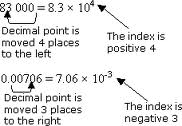 83 000 = 8.3 × 10⁴
Decimal point is
moved 4 places
to the left
The index is
positive 4
0.00706 = 7.06 × 10⁻³
Decimal point is
moved 3 places
to the right
The index is
negative 3